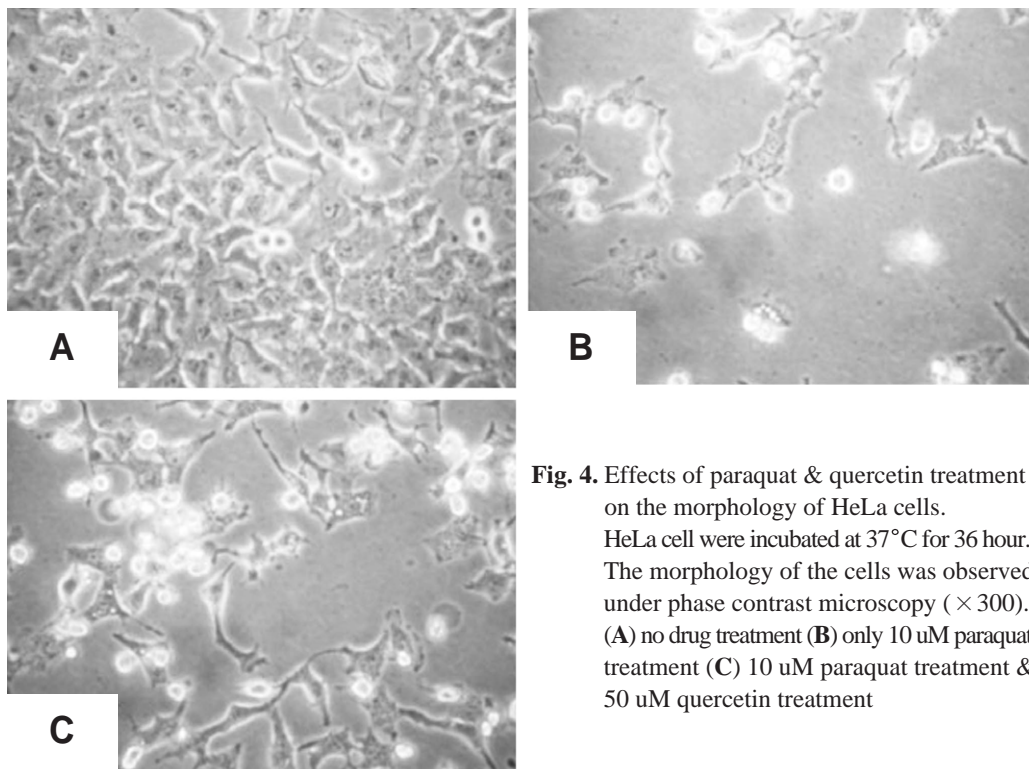 A
B
C
Fig. 4. Effects of paraquat & quercetin treatment
on the morphology of HeLa cells.
HeLa cell were incubated at 37°C for 36 hour.
The morphology of the cells was observed
under phase contrast microscopy (×300).
(A) no drug treatment (B) only 10 uM paraquat
treatment (C) 10 uM paraquat treatment &
50 uM quercetin treatment